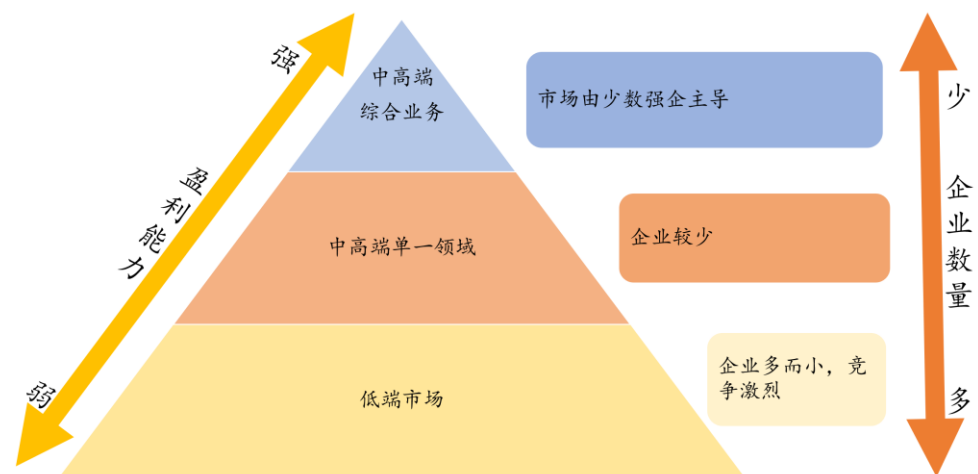 强
盈利能力
弱
中高端
综合业务
中高端单一领域
低端市场
市场由少数强企主导
企业较少
企业多而小，竞
争激烈
少
企业数量
多